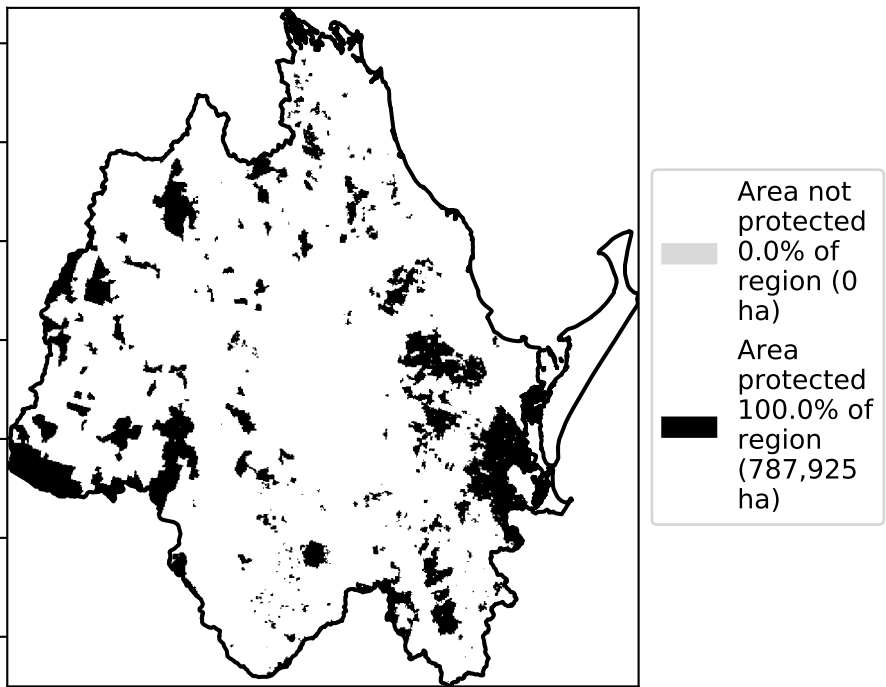 Area not
protected
0.0% of
region (0
ha)
Area
protected
100.0% of
region
(787,925
ha)